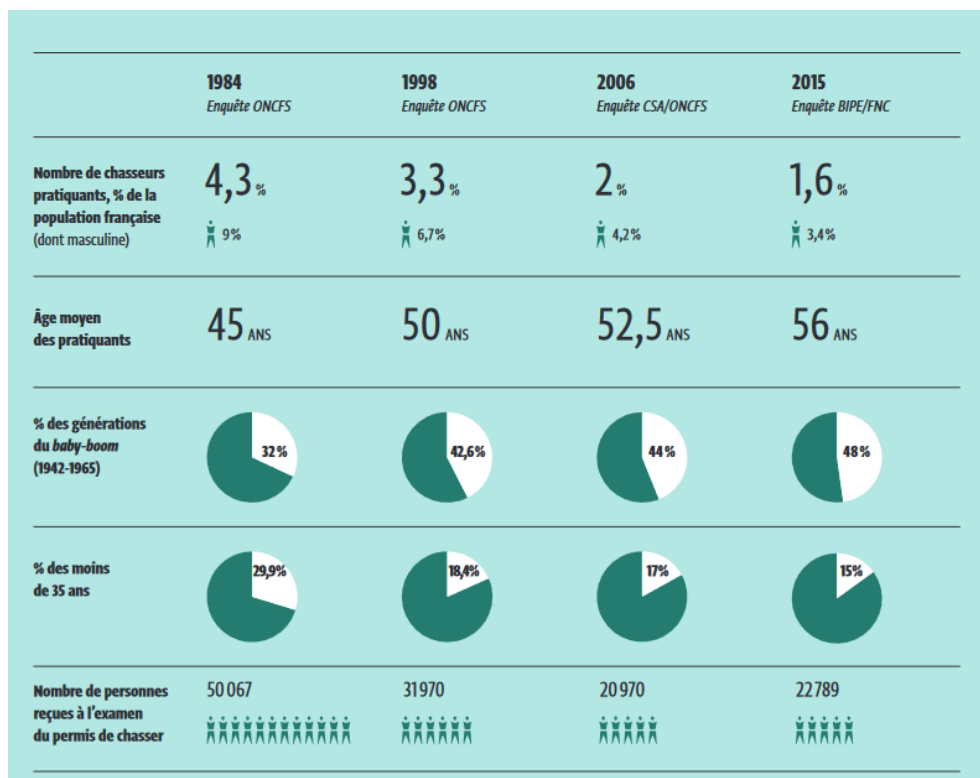 1984
Enquête ONCFS
1998
Enquête ONCFS
2006
Enquête CSA/ONCFS
2015
Enquête BIPE/FNC
Nombre de chasseurs
pratiquants, % de la
population française
(dont masculine)
4,3 %
9%
3,3 %
6,7%
2 %
4,2%
1,6 %
3,4%
Âge moyen
des pratiquants
45 ANS
50 ANS
52,5 ANS
56 ANS
% des générations
du baby-boom
(1942-1965)
32%
42,6%
44%
48%
% des moins
de 35 ans
29,9%
18,4%
17%
15%
Nombre de personnes
reçues à l'examen
du permis de chasser
50 067
31 970
20 970
22 789